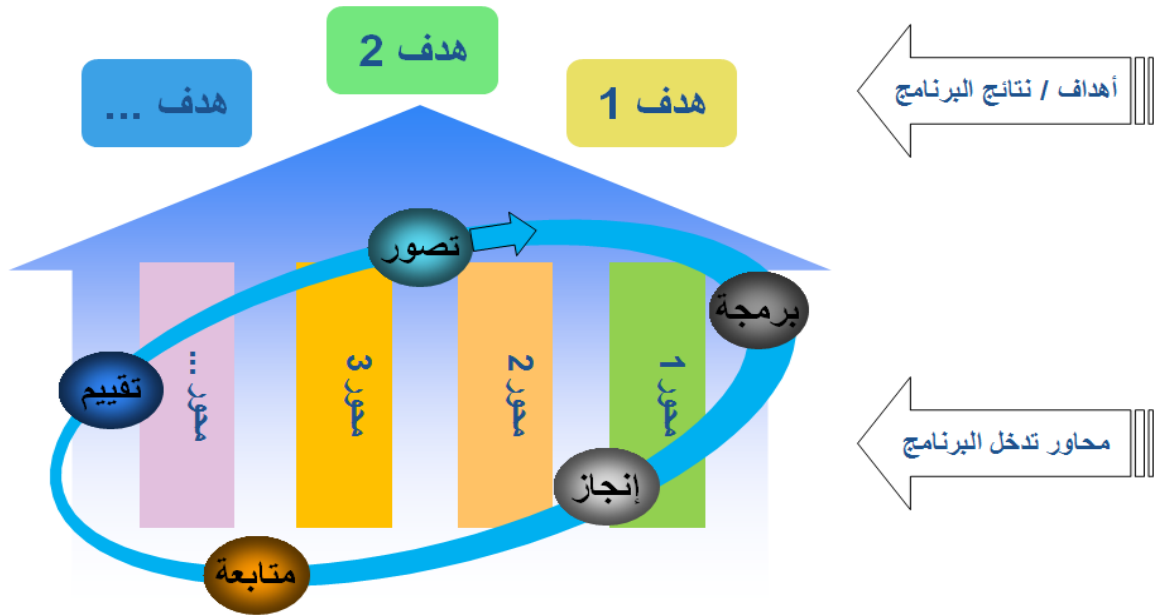 هدف 1
هدف 2
هدف ...
أهداف / نتائج البرنامج
تصور
برمجة
محور 1
محور 2
محور 3
محور ...
تقييم
محاور تدخل البرنامج
إنجاز
متابعة